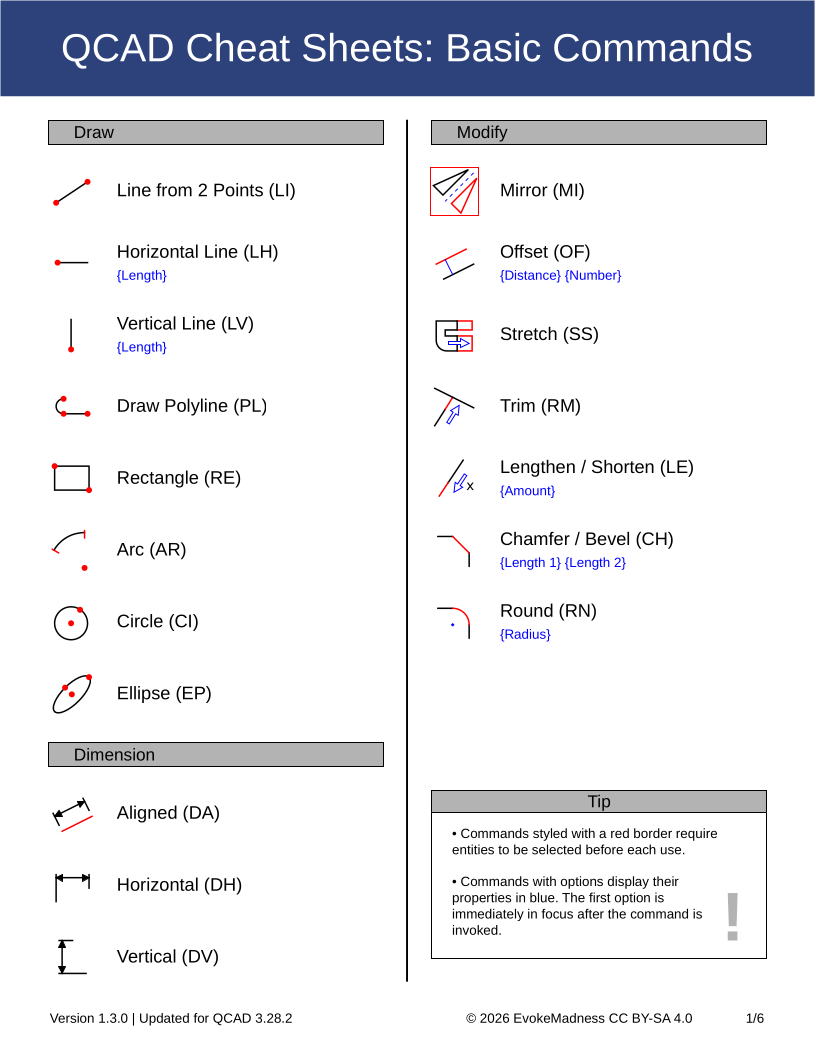 QCAD Cheat Sheets: Basic Commands
Draw
Line from 2 Points (LI)
Horizontal Line (LH)
{Length}
Vertical Line (LV)
{Length}
Draw Polyline (PL)
Rectangle (RE)
Arc (AR)
Circle (CI)
Ellipse (EP)
Dimension
Aligned (DA)
Horizontal (DH)
Vertical (DV)
Modify
Mirror (MI)
Offset (OF)
{Distance} {Number}
Stretch (SS)
Trim (RM)
x
Lengthen / Shorten (LE)
{Amount}
Chamfer / Bevel (CH)
{Length 1} {Length 2}
Round (RN)
{Radius}
Tip
• Commands styled with a red border require
entities to be selected before each use.
• Commands with options display their
properties in blue. The first option is
immediately in focus after the command is
invoked.
!
Version 1.3.0 | Updated for QCAD 3.28.2
© 2026 EvokeMadness CC BY-SA 4.0
1/6